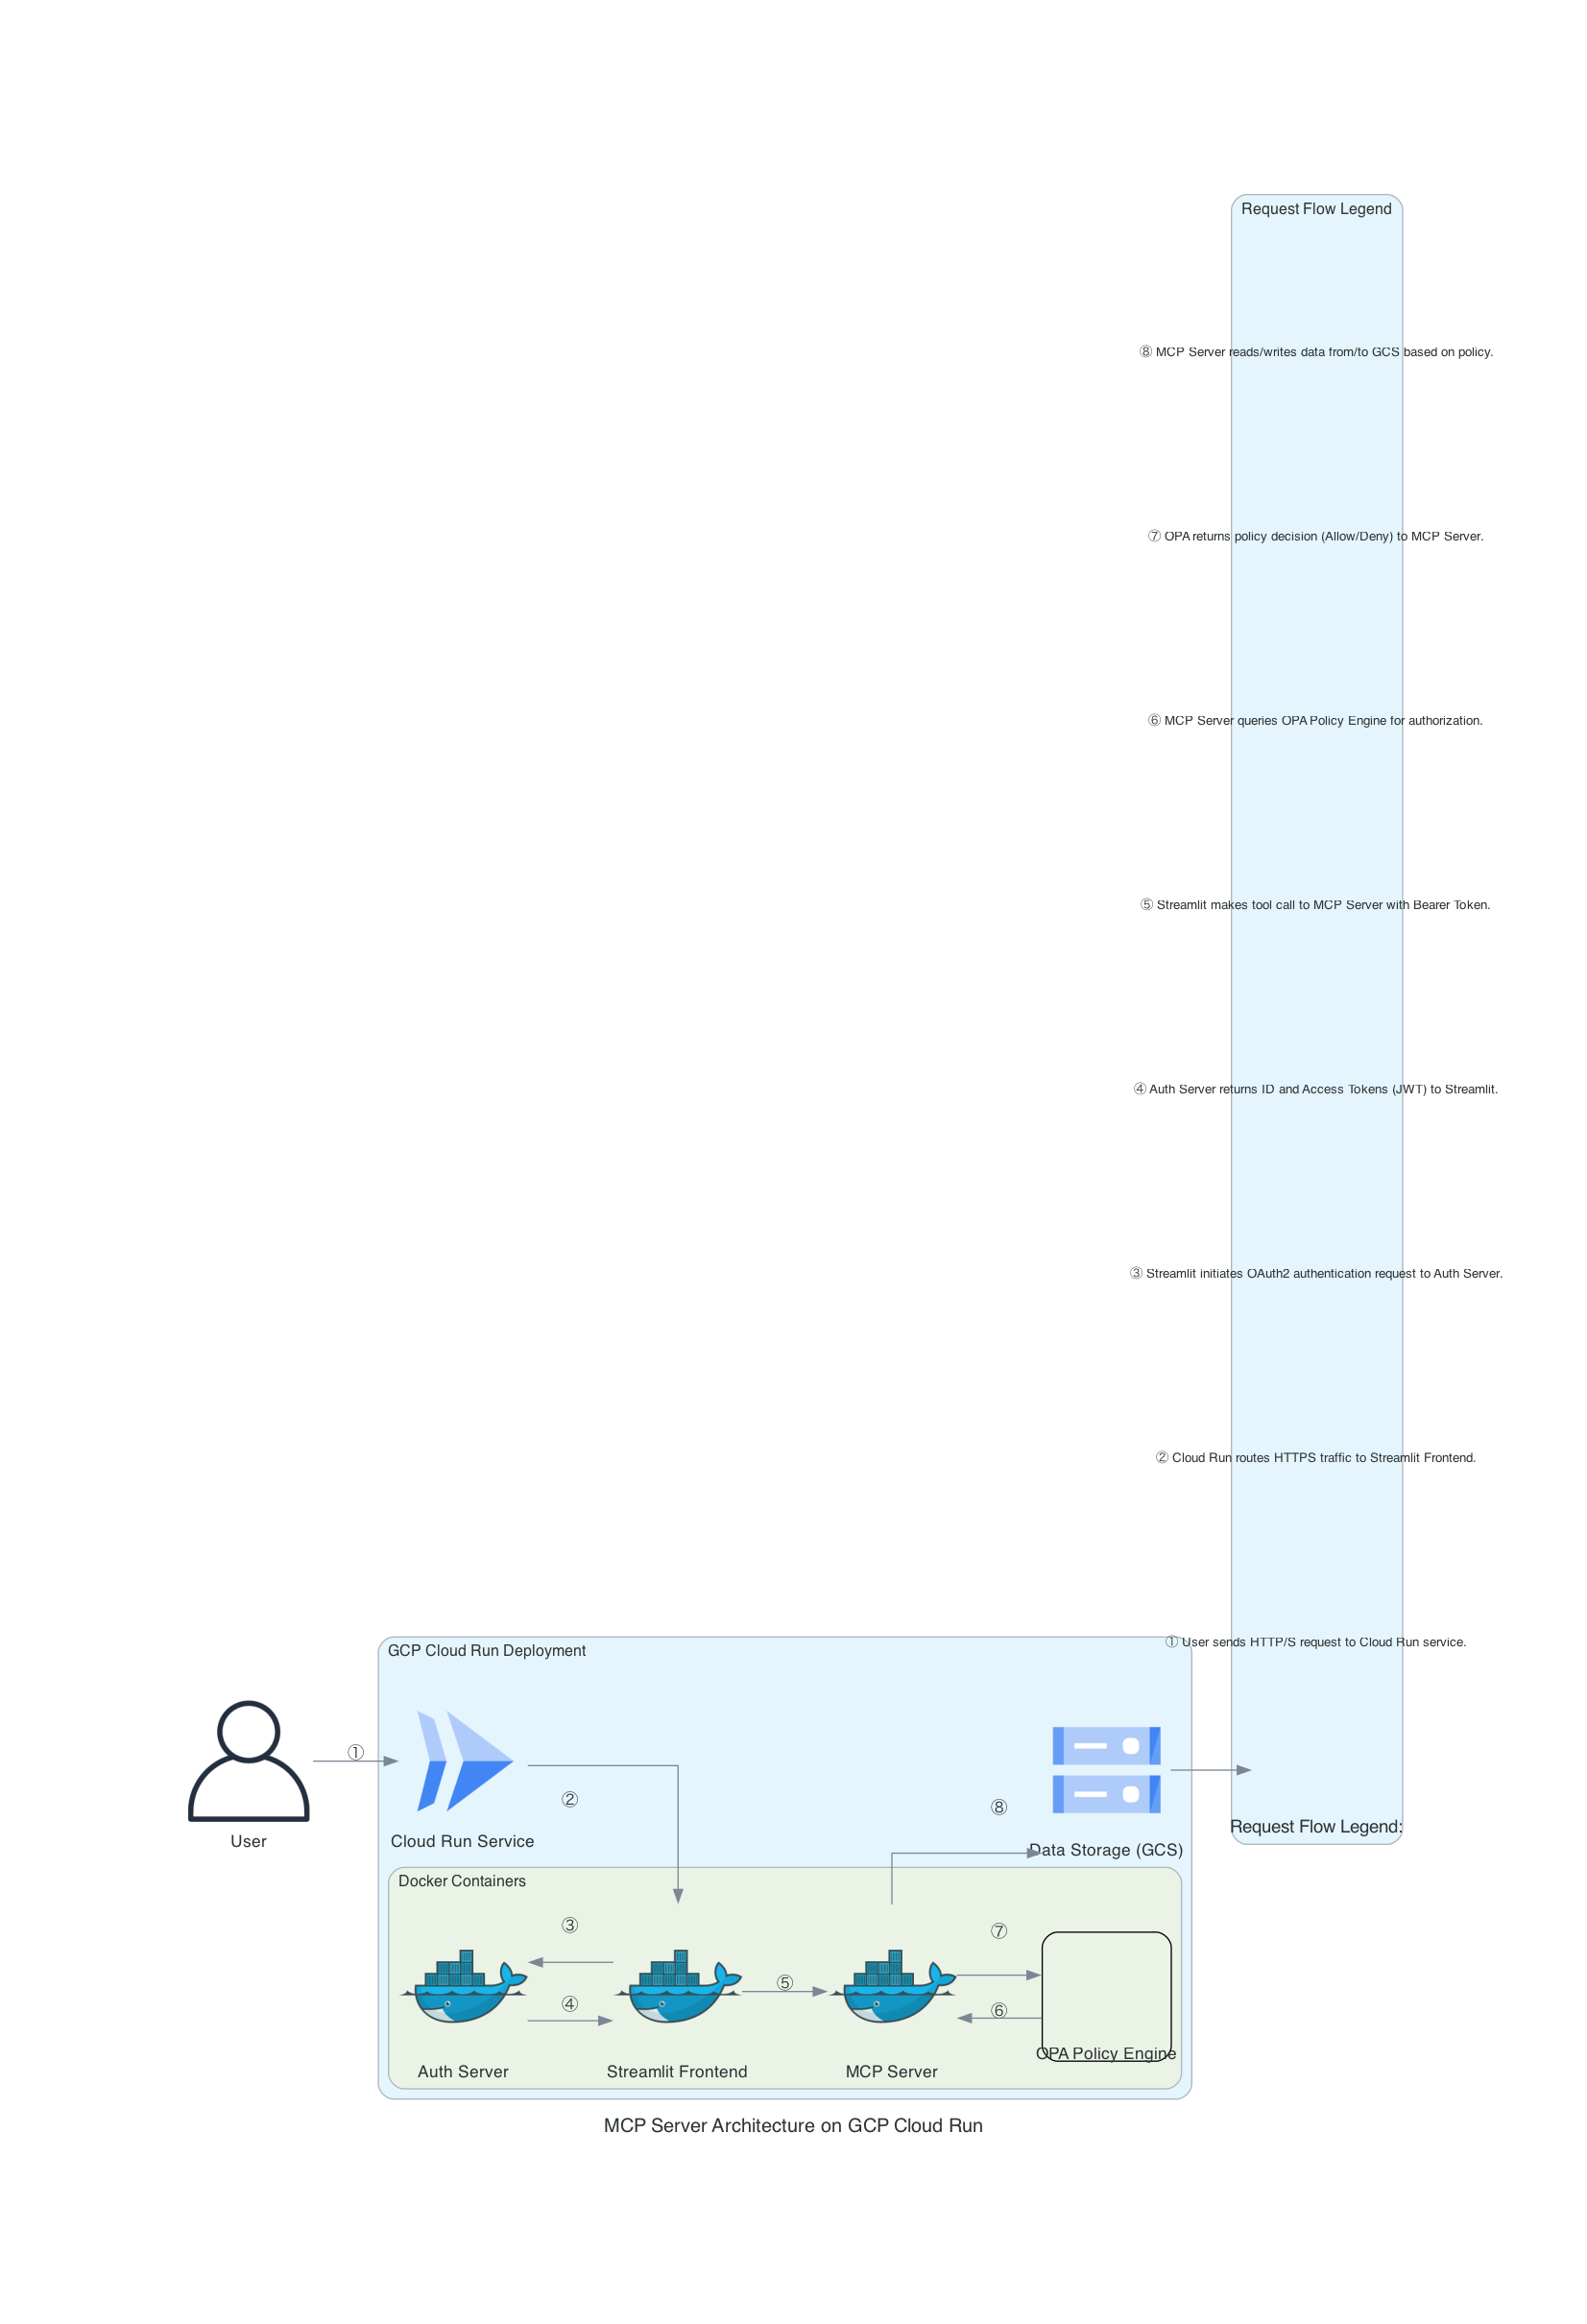 Request Flow Legend
⑧ MCP Server reads/writes data from/to GCS based on policy.
⑦ OPA returns policy decision (Allow/Deny) to MCP Server.
⑥ MCP Server queries OPA Policy Engine for authorization.
⑤ Streamlit makes tool call to MCP Server with Bearer Token.
④ Auth Server returns ID and Access Tokens (JWT) to Streamlit.
③ Streamlit initiates OAuth2 authentication request to Auth Server.
② Cloud Run routes HTTPS traffic to Streamlit Frontend.
① User sends HTTP/S request to Cloud Run service.
GCP Cloud Run Deployment
①
②
⑧
Request Flow Legend:
User
Cloud Run Service
Data Storage (GCS)
Docker Containers
③
⑦
⑤
④
⑥
OPA Policy Engine
Auth Server
Streamlit Frontend
MCP Server
MCP Server Architecture on GCP Cloud Run